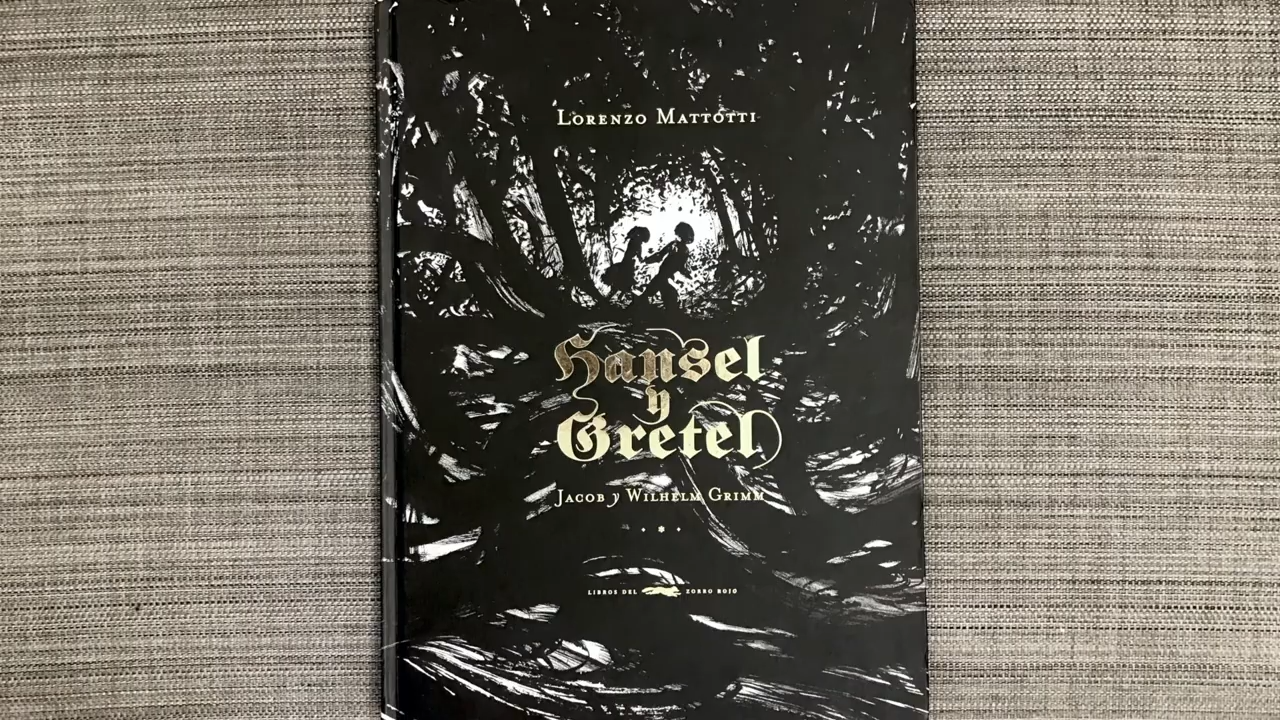 Lorenzo Mattotti
Hansel
y
Gretel
Jacob y Wilhelm Grimm
LIBROS DEL ZORRO ROJO